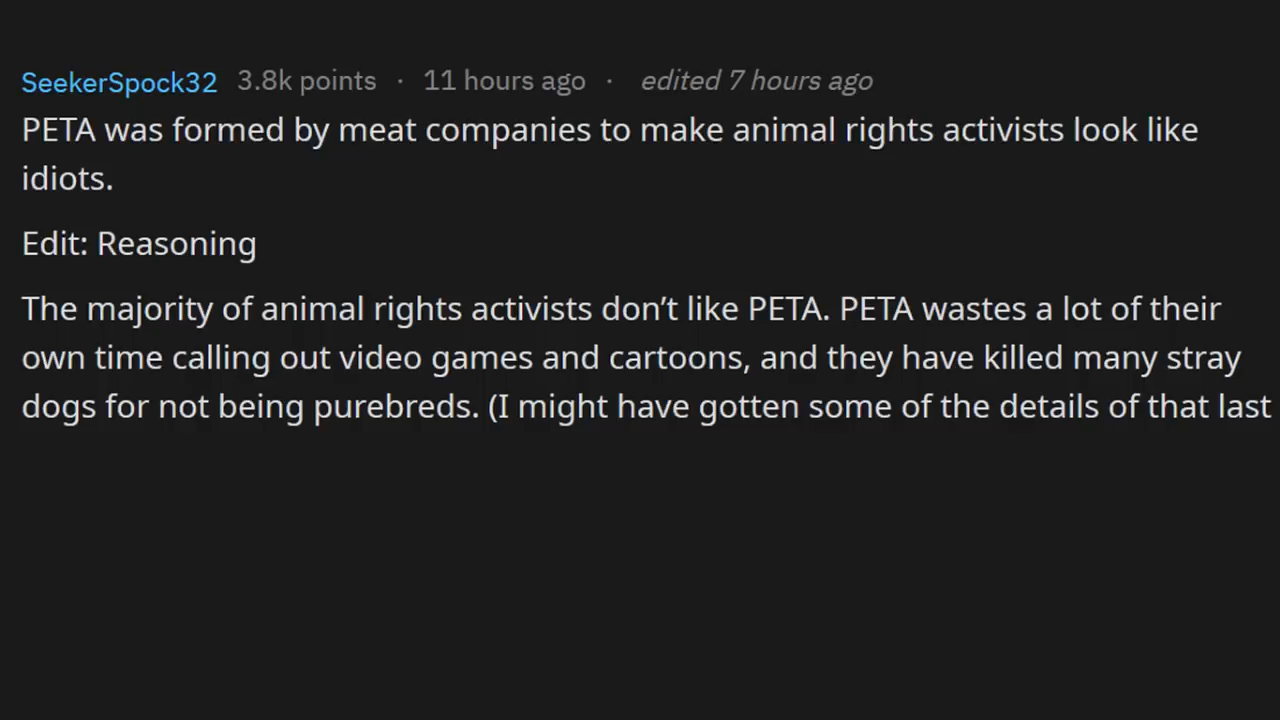 SeekerSpock32 3.8k points · 11 hours ago · edited 7 hours ago
PETA was formed by meat companies to make animal rights activists look like
idiots.
Edit: Reasoning
The majority of animal rights activists don’t like PETA. PETA wastes a lot of their
own time calling out video games and cartoons, and they have killed many stray
dogs for not being purebreds. (I might have gotten some of the details of that last